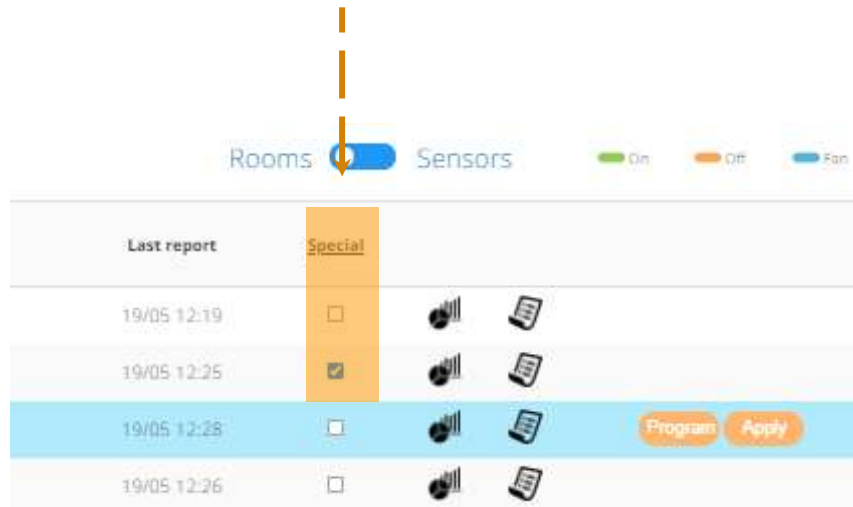 Rooms Sensors On Off Fan
Last report Special
19/05 12:19
19/05 12:25
19/05 12:28 Program Apply
19/05 12:26